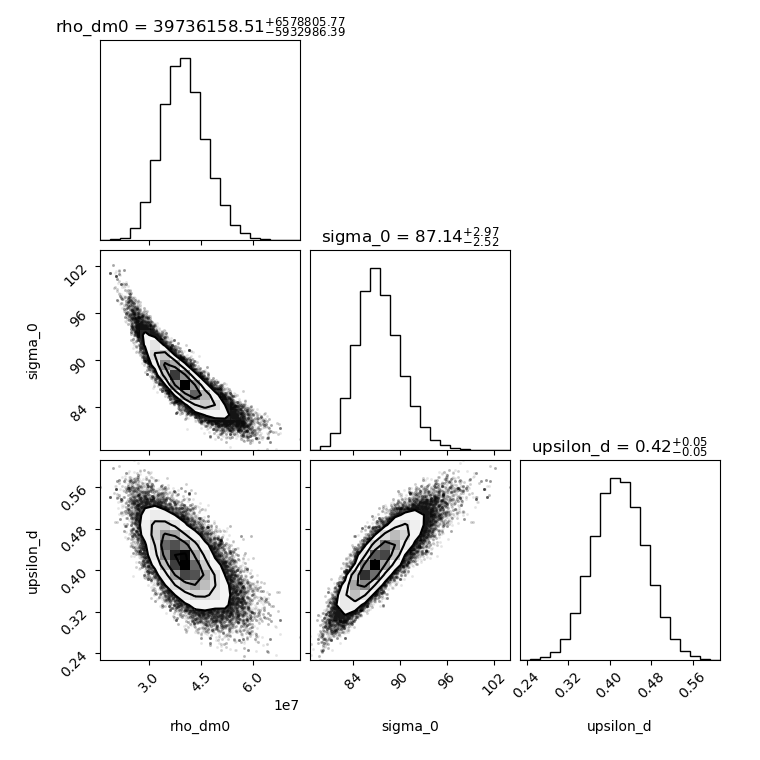 rho_dm0 = 39736158.51+6578805.77−5932986.39
sigma_0 = 87.14+2.97−2.52
102
96
90
84
sigma_0
upsilon_d = 0.42+0.05−0.05
0.56
0.48
0.40
0.32
0.24
upsilon_d
3.0 4.5 6.0
1e7
rho_dm0
84 90 96 102
sigma_0
0.24 0.32 0.40 0.48 0.56
upsilon_d